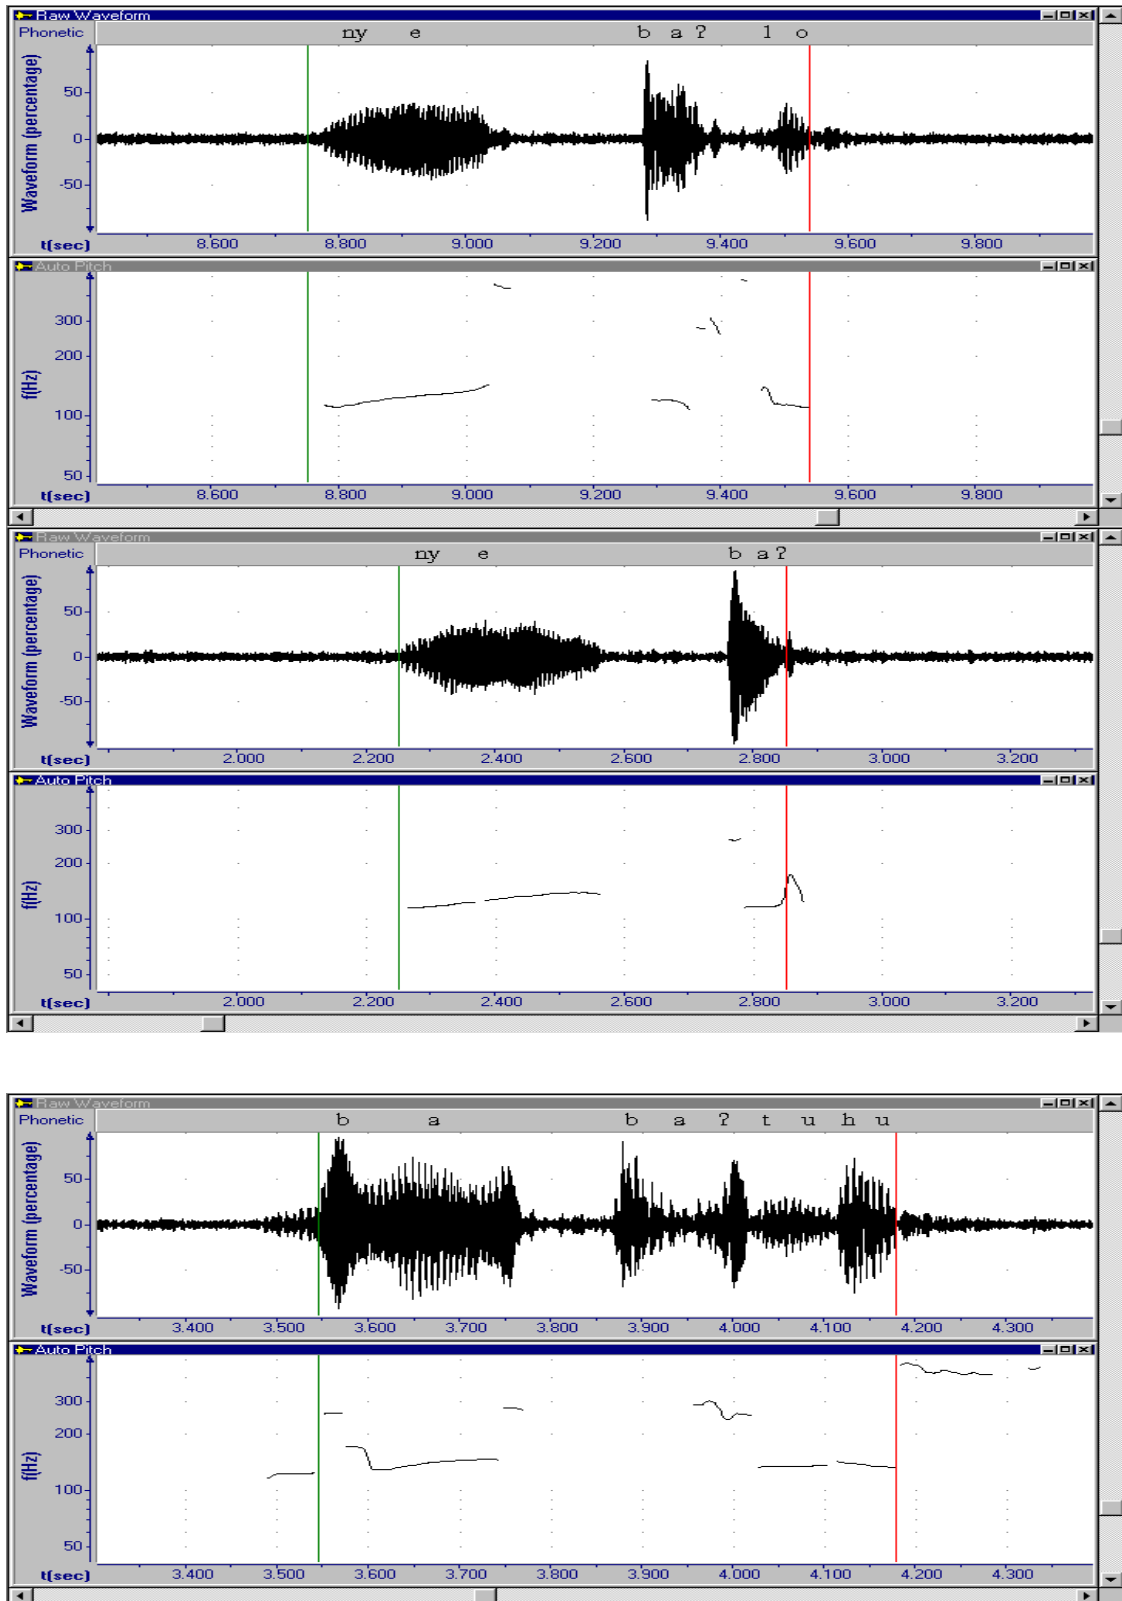 Raw Waveform
Phonetic ny e b a ʔ l o
Waveform (percentage)
50
0
-50
t(sec) 8.600 8.800 9.000 9.200 9.400 9.600 9.800
Auto Pitch
f(Hz)
300
200
100
50
t(sec) 8.600 8.800 9.000 9.200 9.400 9.600 9.800
Raw Waveform
Phonetic ny e b a ʔ
Waveform (percentage)
50
0
-50
t(sec) 2.000 2.200 2.400 2.600 2.800 3.000 3.200
Auto Pitch
f(Hz)
300
200
100
50
t(sec) 2.000 2.200 2.400 2.600 2.800 3.000 3.200
Raw Waveform
Phonetic b a b a ʔ t u h u
Waveform (percentage)
50
0
-50
t(sec) 3.400 3.500 3.600 3.700 3.800 3.900 4.000 4.100 4.200 4.300
Auto Pitch
f(Hz)
300
200
100
50
t(sec) 3.400 3.500 3.600 3.700 3.800 3.900 4.000 4.100 4.200 4.300